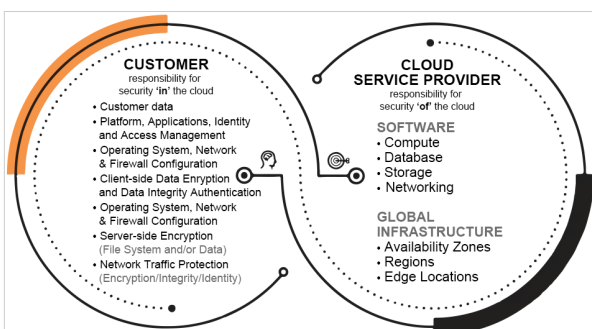 CUSTOMER
responsibility for
security 'in' the cloud
• Customer data
• Platform, Applications, Identity
and Access Management
• Operating System, Network
& Firewall Configuration
• Client-side Data Enryption
and Data Integrity Authentication
• Operating System, Network
& Firewall Configuration
• Server-side Encryption
(File System and/or Data)
• Network Traffic Protection
(Encryption/Integrity/Identity)
CLOUD
SERVICE PROVIDER
responsibility for
security 'of' the cloud
SOFTWARE
• Compute
• Database
• Storage
• Networking
GLOBAL
INFRASTRUCTURE
• Availability Zones
• Regions
• Edge Locations